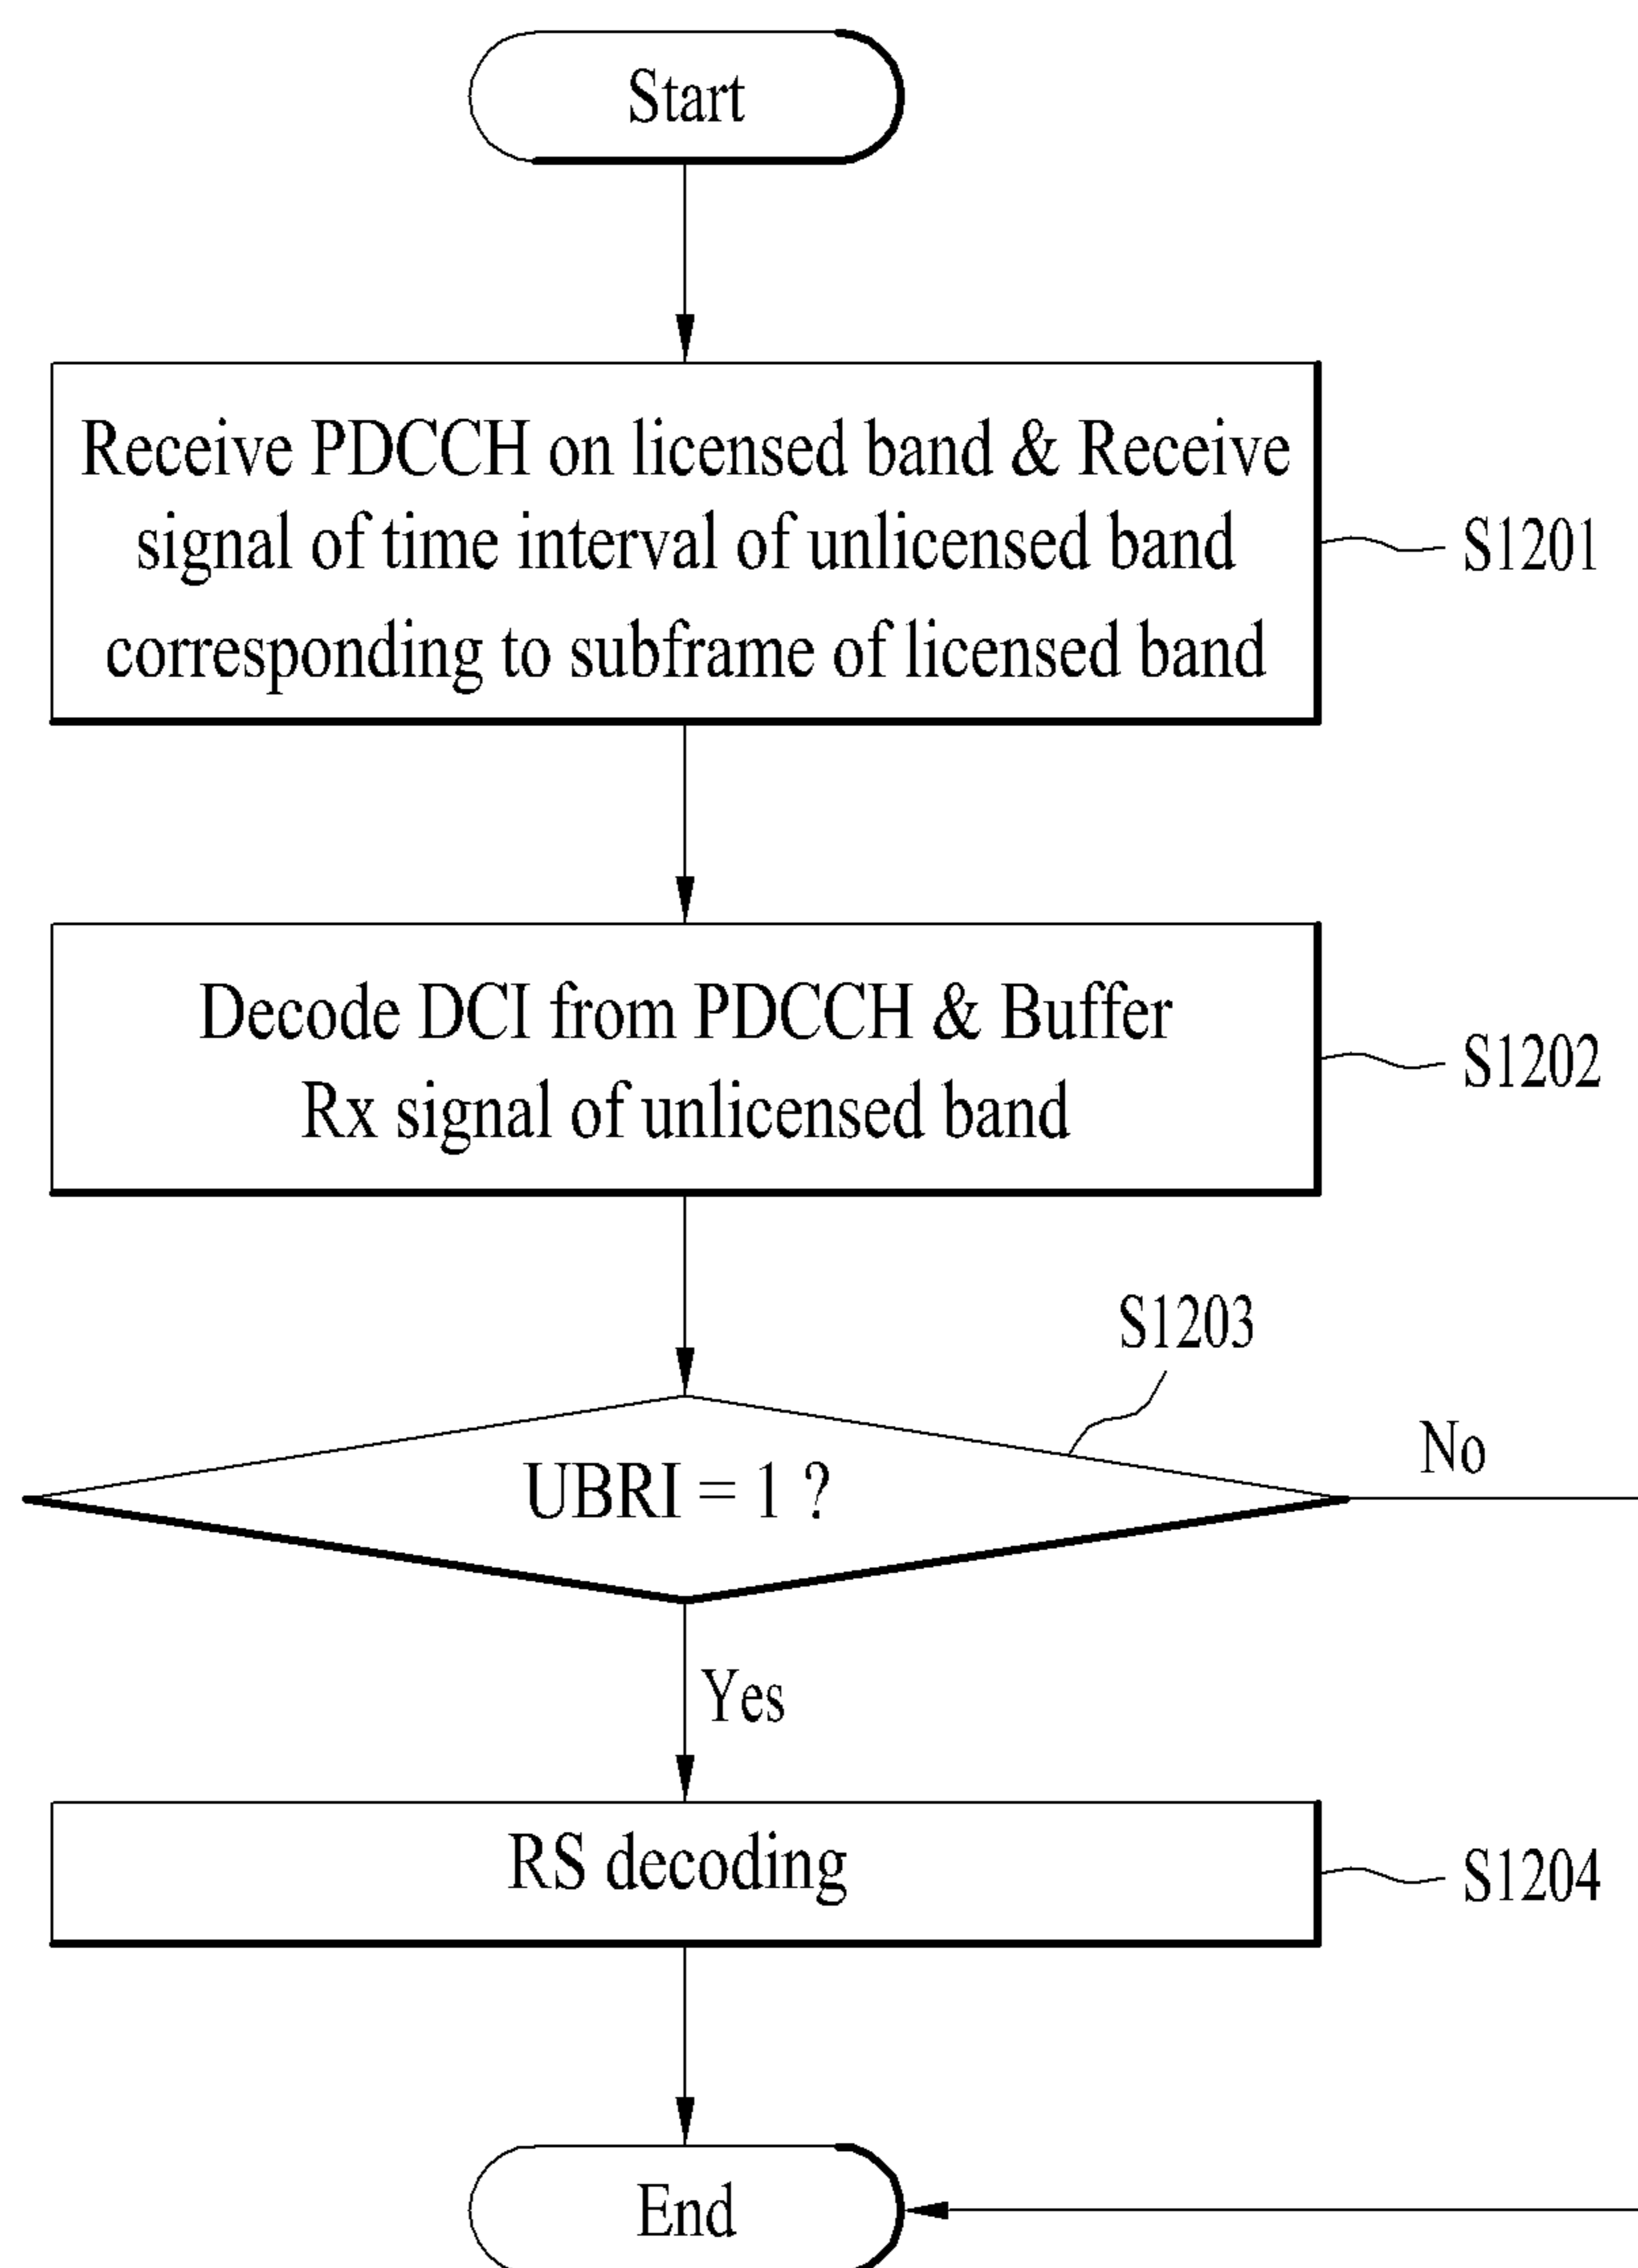 Start
Receive PDCCH on licensed band & Receive
signal of time interval of unlicensed band
corresponding to subframe of licensed band
S1201
Decode DCI from PDCCH & Buffer
Rx signal of unlicensed band
S1202
S1203
UBRI = 1 ?
No
Yes
RS decoding
S1204
End